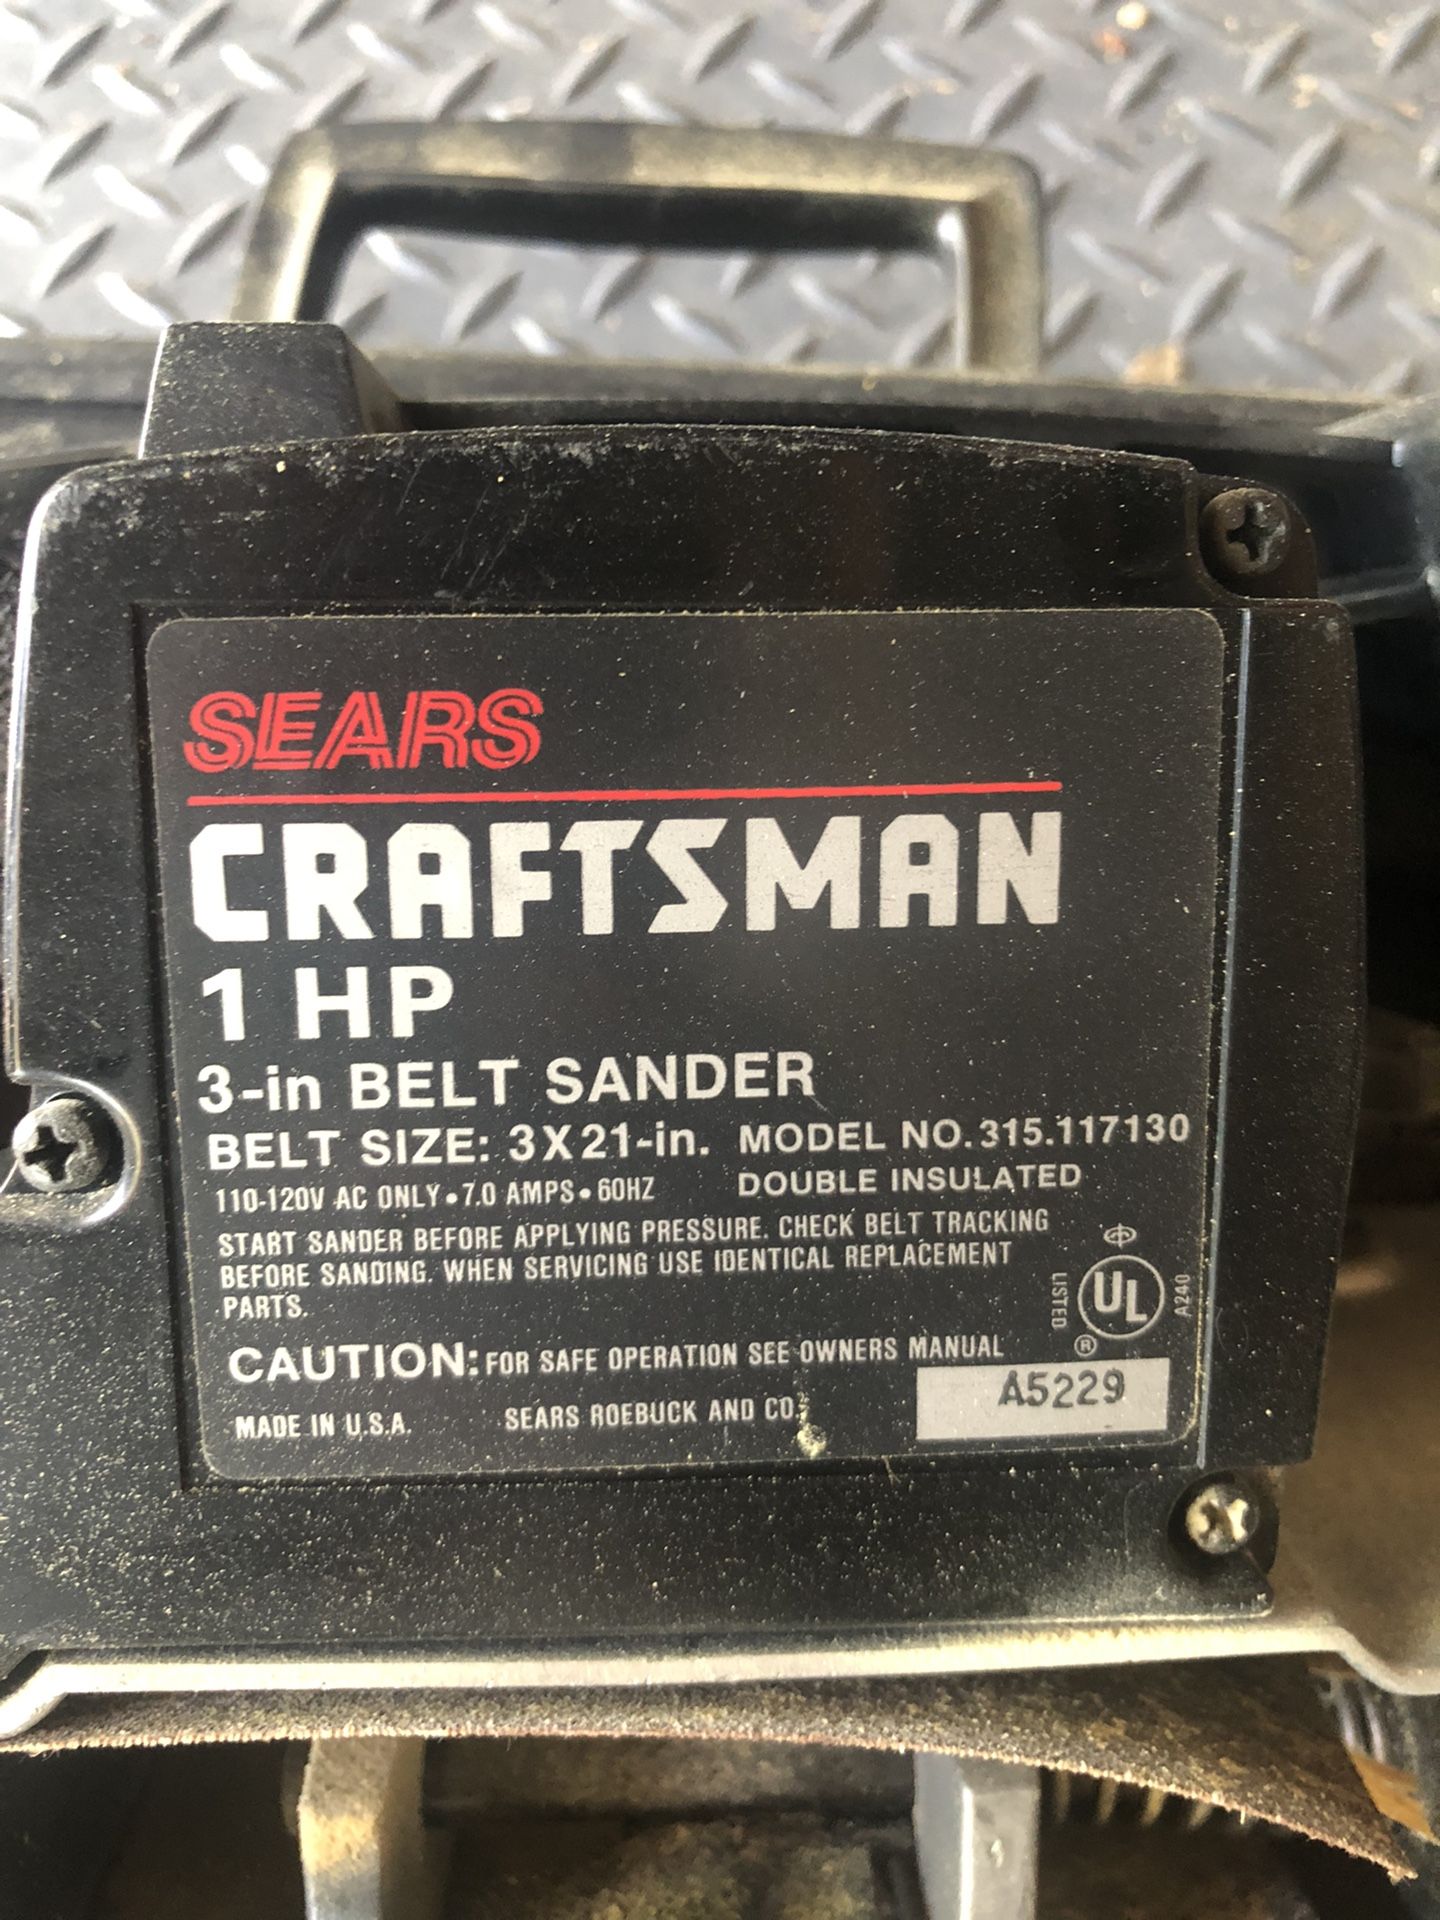 SEARS
CRAFTSMAN
1 HP
3-in BELT SANDER
BELT SIZE: 3X21-in. MODEL NO. 315.117130
110-120V AC ONLY • 7.0 AMPS • 60HZ DOUBLE INSULATED
START SANDER BEFORE APPLYING PRESSURE. CHECK BELT TRACKING
BEFORE SANDING. WHEN SERVICING USE IDENTICAL REPLACEMENT
PARTS.
LISTED UL ® A240
CAUTION: FOR SAFE OPERATION SEE OWNERS MANUAL
MADE IN U.S.A. SEARS ROEBUCK AND CO. A5229